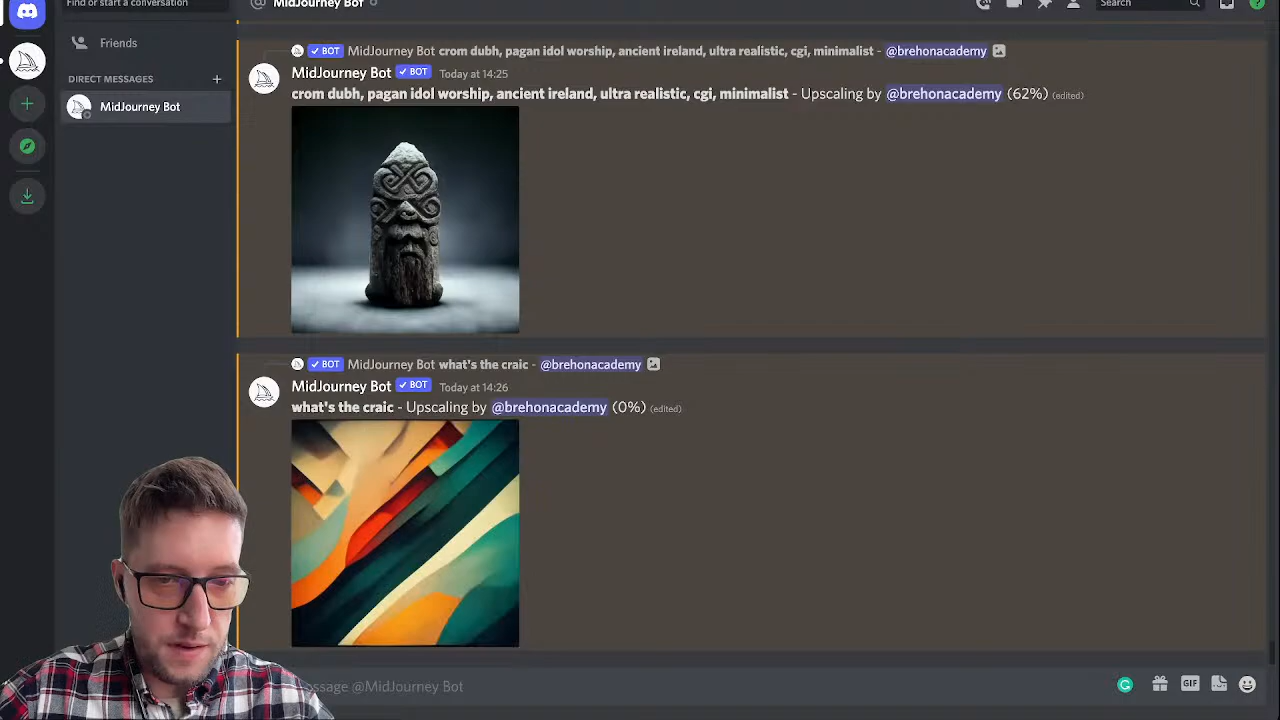 Find or start a conversation
MidJourney Bot
Search
Friends
DIRECT MESSAGES
MidJourney Bot
BOT MidJourney Bot crom dubh, pagan idol worship, ancient ireland, ultra realistic, cgi, minimalist - @brehonacademy
MidJourney Bot BOT Today at 14:25
crom dubh, pagan idol worship, ancient ireland, ultra realistic, cgi, minimalist - Upscaling by @brehonacademy (62%) (edited)
BOT MidJourney Bot what's the craic - @brehonacademy
MidJourney Bot BOT Today at 14:26
what's the craic - Upscaling by @brehonacademy (0%) (edited)
ssage @MidJourney Bot
GIF